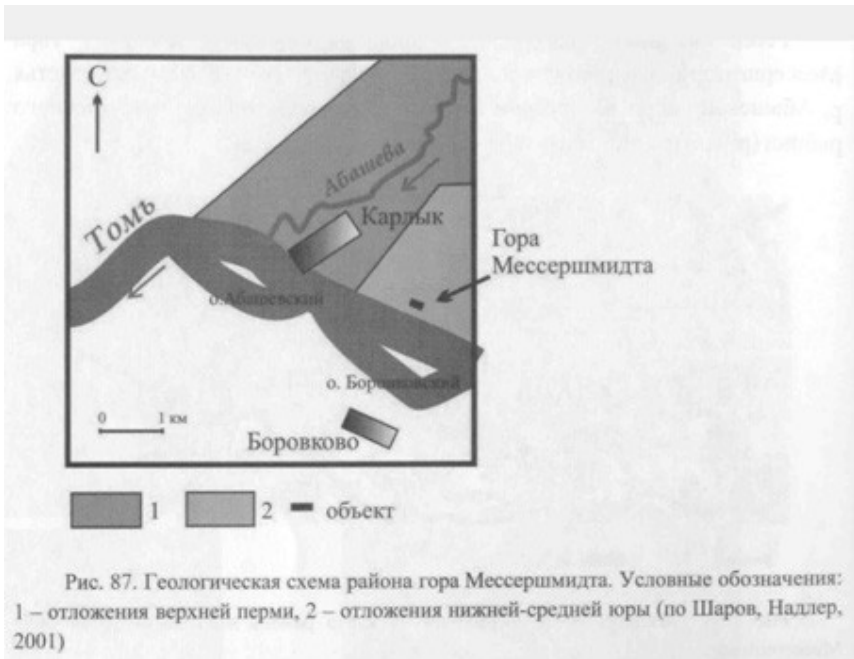 С
Абашева
Томь
Карлык
Гора
Мессершмидта
о.Абашевский
о. Боровковский
0 1 км
Боровково
1 2 объект
Рис. 87. Геологическая схема района гора Мессершмидта. Условные обозначения:
1 – отложения верхней перми, 2 – отложения нижней-средней юры (по Шаров, Надлер,
2001)